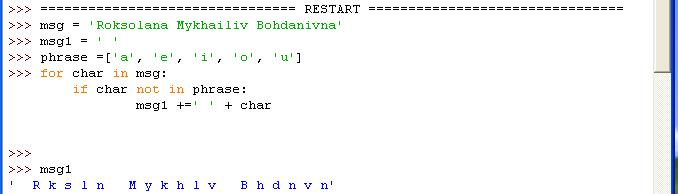 >>> ================================ RESTART ================================
>>> msg = 'Roksolana Mykhailiv Bohdanivna'
>>> msg1 = ' '
>>> phrase =['a', 'e', 'i', 'o', 'u']
>>> for char in msg:
        if char not in phrase:
                msg1 +=' ' + char
>>>
>>> msg1
'  R k s l n   M y k h l v   B h d n v n'